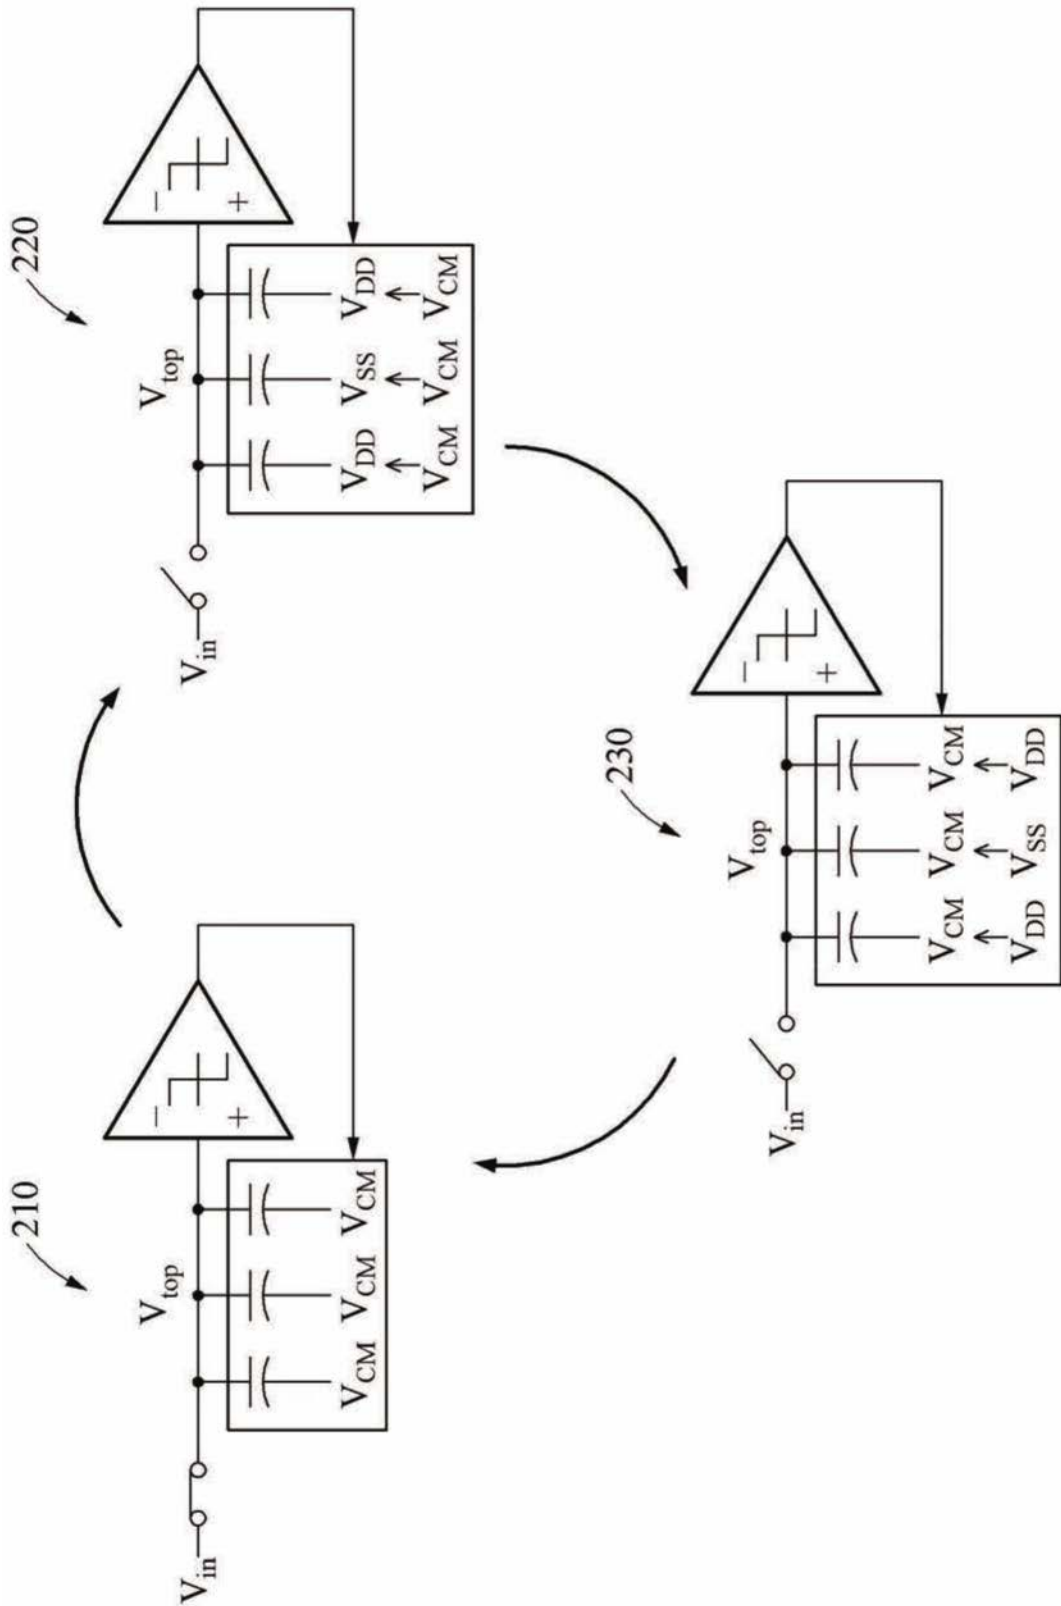 210
220
V_top
V_top
V_in
−
+
V_in
−
+
V_CM V_CM V_CM
V_DD V_SS V_DD
↑ ↑ ↑
V_CM V_CM V_CM
230
V_top
V_in
−
+
V_CM V_CM V_CM
↑ ↑ ↑
V_DD V_SS V_DD